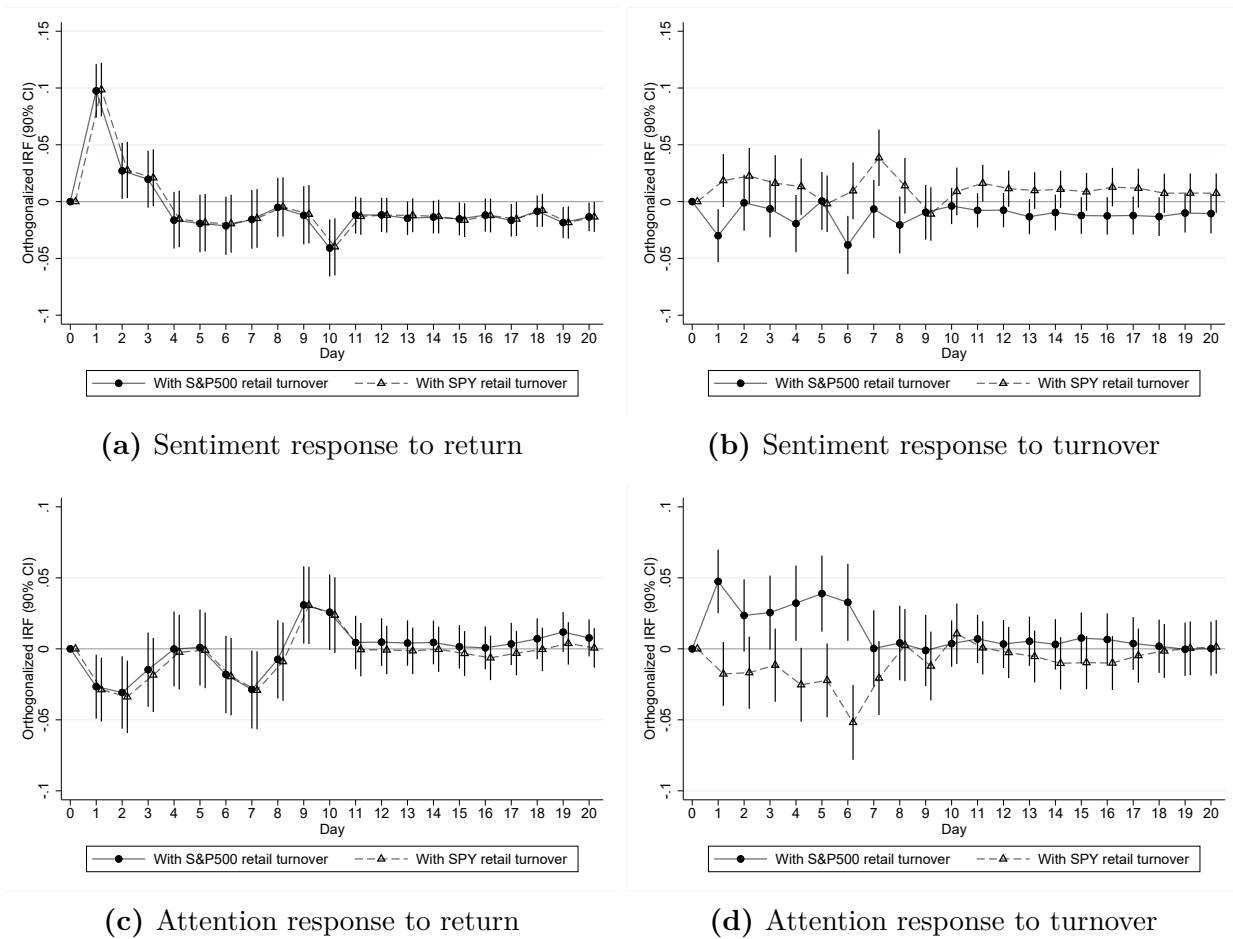 Orthogonalized IRF (90% CI)
.15
.1
.05
0
-.05
-.1
0 1 2 3 4 5 6 7 8 9 10 11 12 13 14 15 16 17 18 19 20
Day
With S&P500 retail turnover With SPY retail turnover
(a) Sentiment response to return
Orthogonalized IRF (90% CI)
.15
.1
.05
0
-.05
-.1
0 1 2 3 4 5 6 7 8 9 10 11 12 13 14 15 16 17 18 19 20
Day
With S&P500 retail turnover With SPY retail turnover
(b) Sentiment response to turnover
Orthogonalized IRF (90% CI)
.1
.05
0
-.05
-.1
0 1 2 3 4 5 6 7 8 9 10 11 12 13 14 15 16 17 18 19 20
Day
With S&P500 retail turnover With SPY retail turnover
(c) Attention response to return
Orthogonalized IRF (90% CI)
.1
.05
0
-.05
-.1
0 1 2 3 4 5 6 7 8 9 10 11 12 13 14 15 16 17 18 19 20
Day
With S&P500 retail turnover With SPY retail turnover
(d) Attention response to turnover